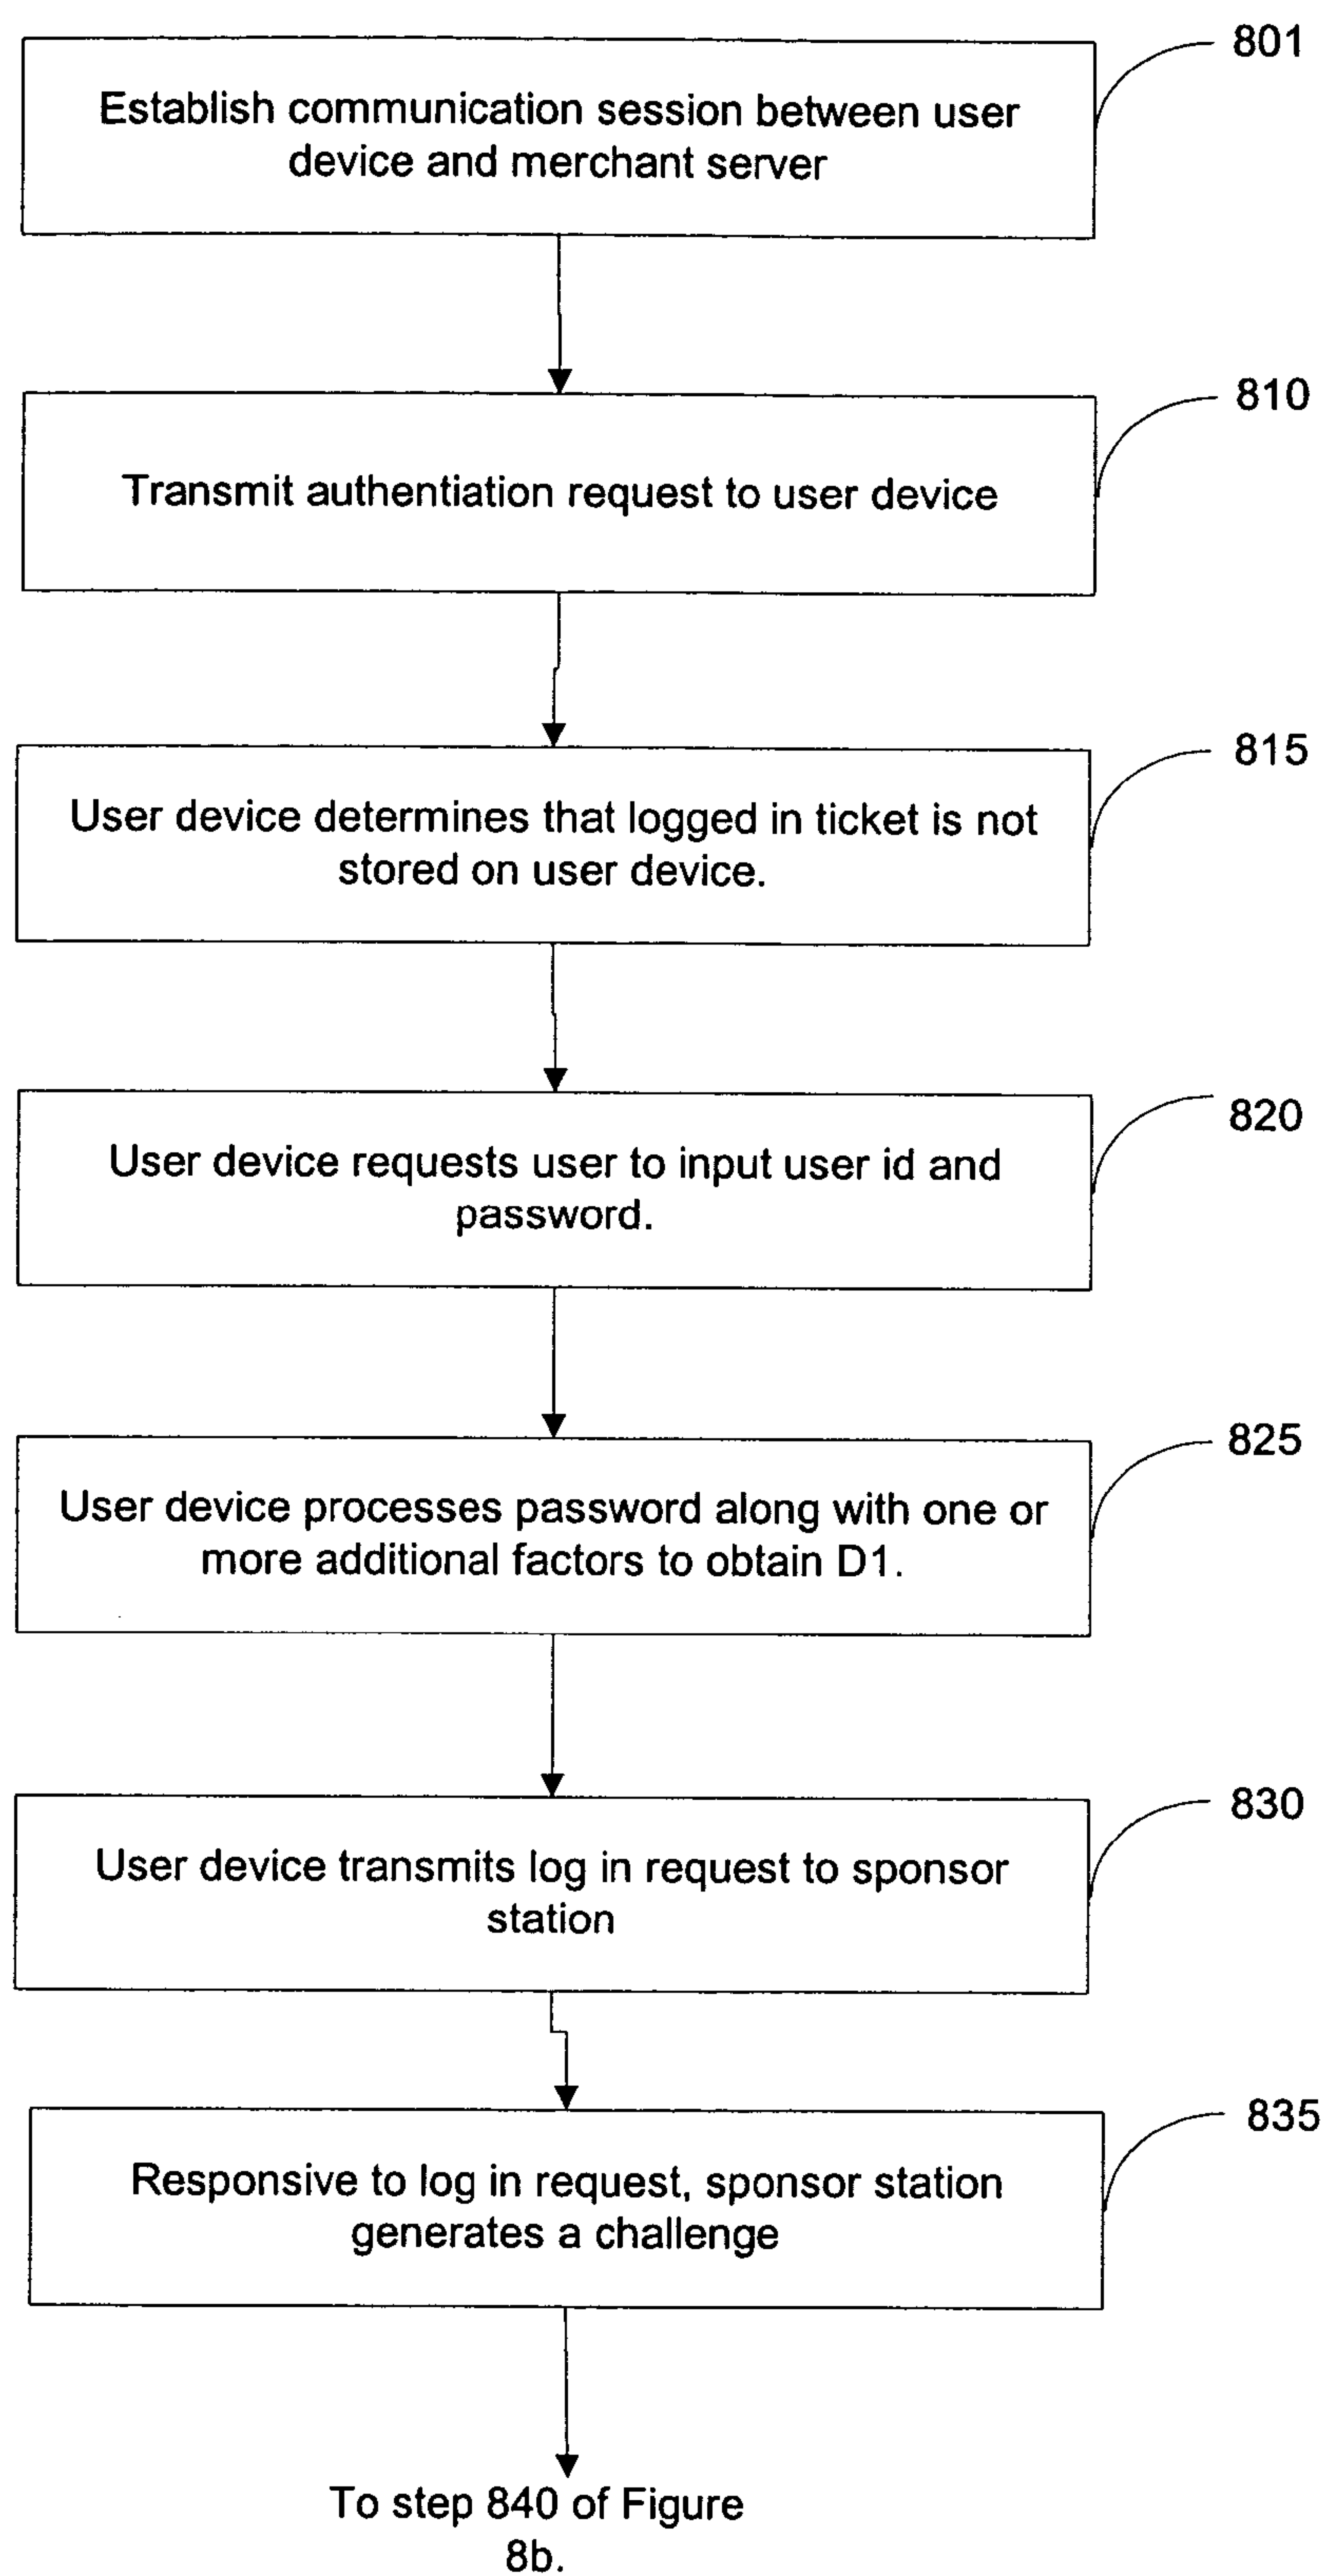 801
Establish communication session between user
device and merchant server
810
Transmit authentiation request to user device
815
User device determines that logged in ticket is not
stored on user device.
820
User device requests user to input user id and
password.
825
User device processes password along with one or
more additional factors to obtain D1.
830
User device transmits log in request to sponsor
station
835
Responsive to log in request, sponsor station
generates a challenge
To step 840 of Figure
8b.